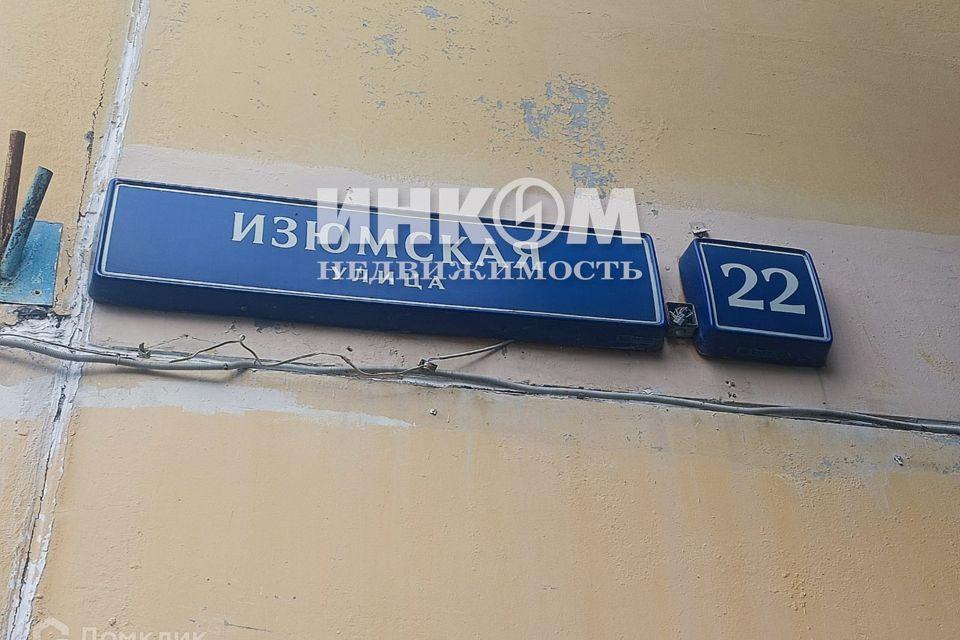 ИНКОМ
ИЗЮМСКАЯ
НЕДВИЖИМОСТЬ
УЛИЦА
22
Домклик